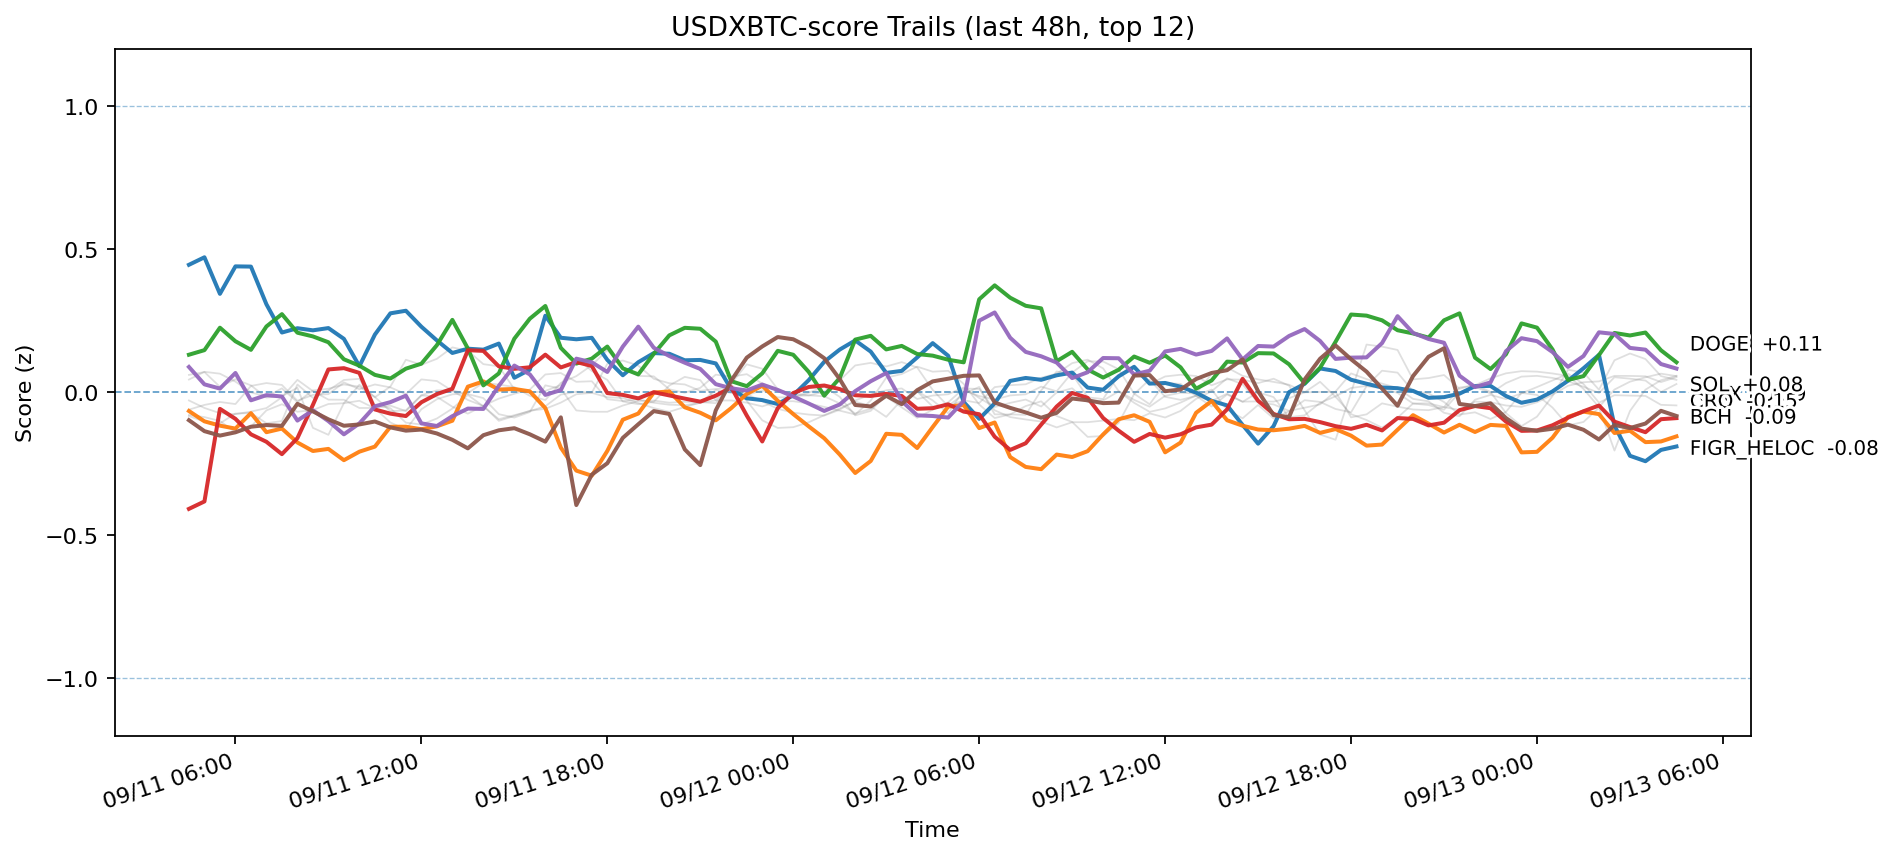 USDXBTC-score Trails (last 48h, top 12)
Score (z)
1.0
0.5
0.0
−0.5
−1.0
DOGE +0.11
SOL +0.08
CRO -0.15
BCH -0.09
FIGR_HELOC -0.08
09/11 06:00
09/11 12:00
09/11 18:00
09/12 00:00
09/12 06:00
09/12 12:00
09/12 18:00
09/13 00:00
09/13 06:00
Time